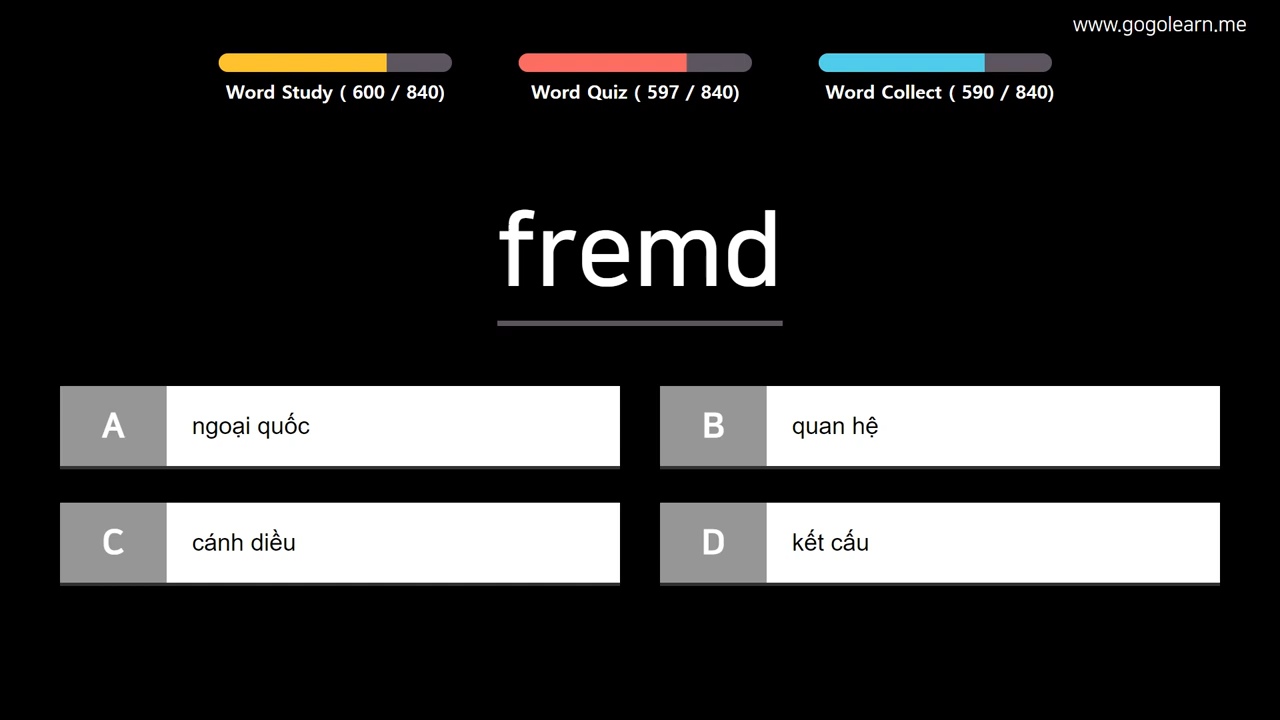 www.gogolearn.me
Word Study ( 600 / 840)
Word Quiz ( 597 / 840)
Word Collect ( 590 / 840)
fremd
A ngoại quốc
B quan hệ
C cánh diều
D kết cấu